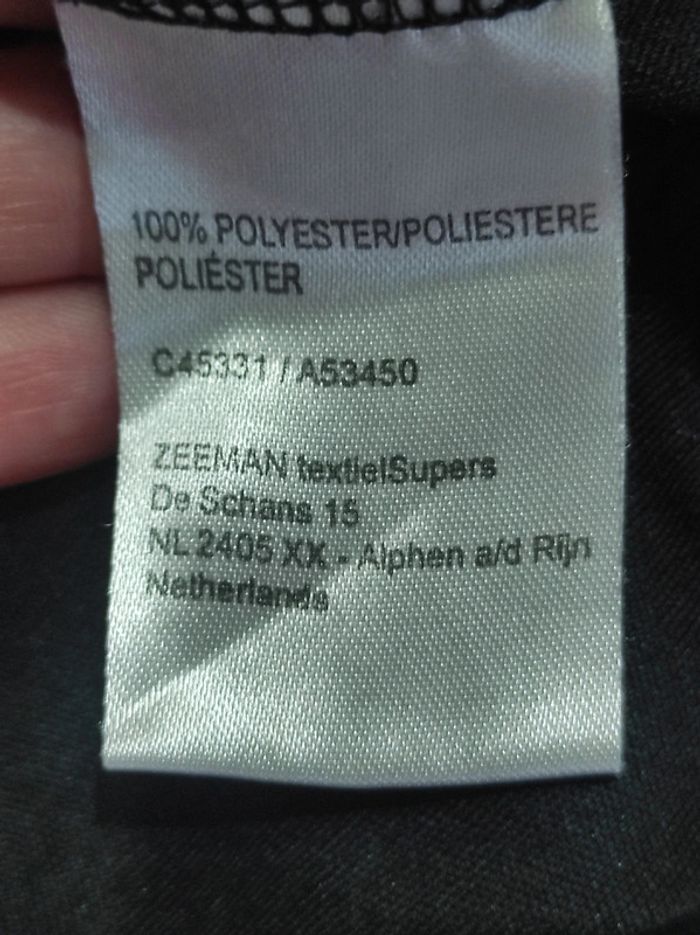 100% POLYESTER/POLIESTERE
POLIÉSTER
C45331 / A53450
ZEEMAN textielSupers
De Schans 15
NL 2405 XX - Alphen a/d Rijn
Netherlands